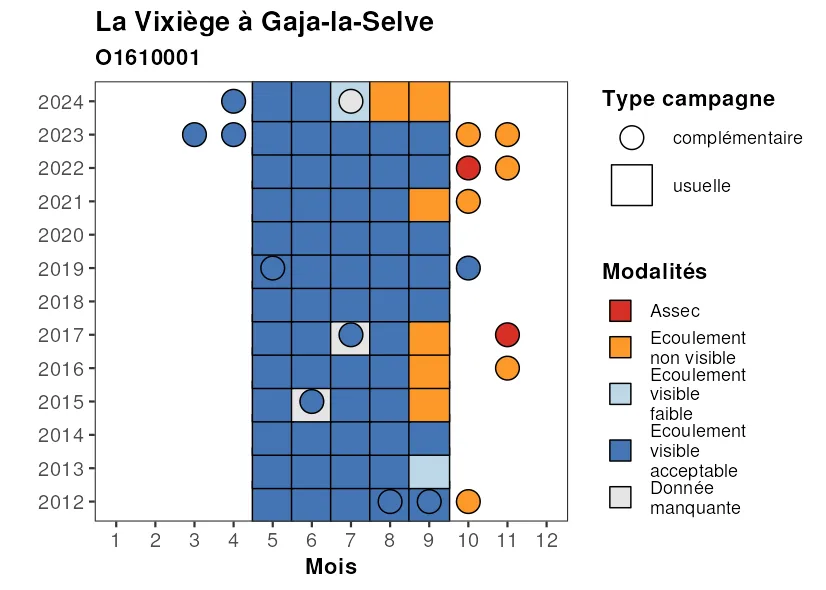 La Vixiège à Gaja-la-Selve
O1610001
2024
2023
2022
2021
2020
2019
2018
2017
2016
2015
2014
2013
2012
1 2 3 4 5 6 7 8 9 10 11 12
Mois
Type campagne
complémentaire
usuelle
Modalités
Assec
Ecoulement
non visible
Ecoulement
visible
faible
Ecoulement
visible
acceptable
Donnée
manquante